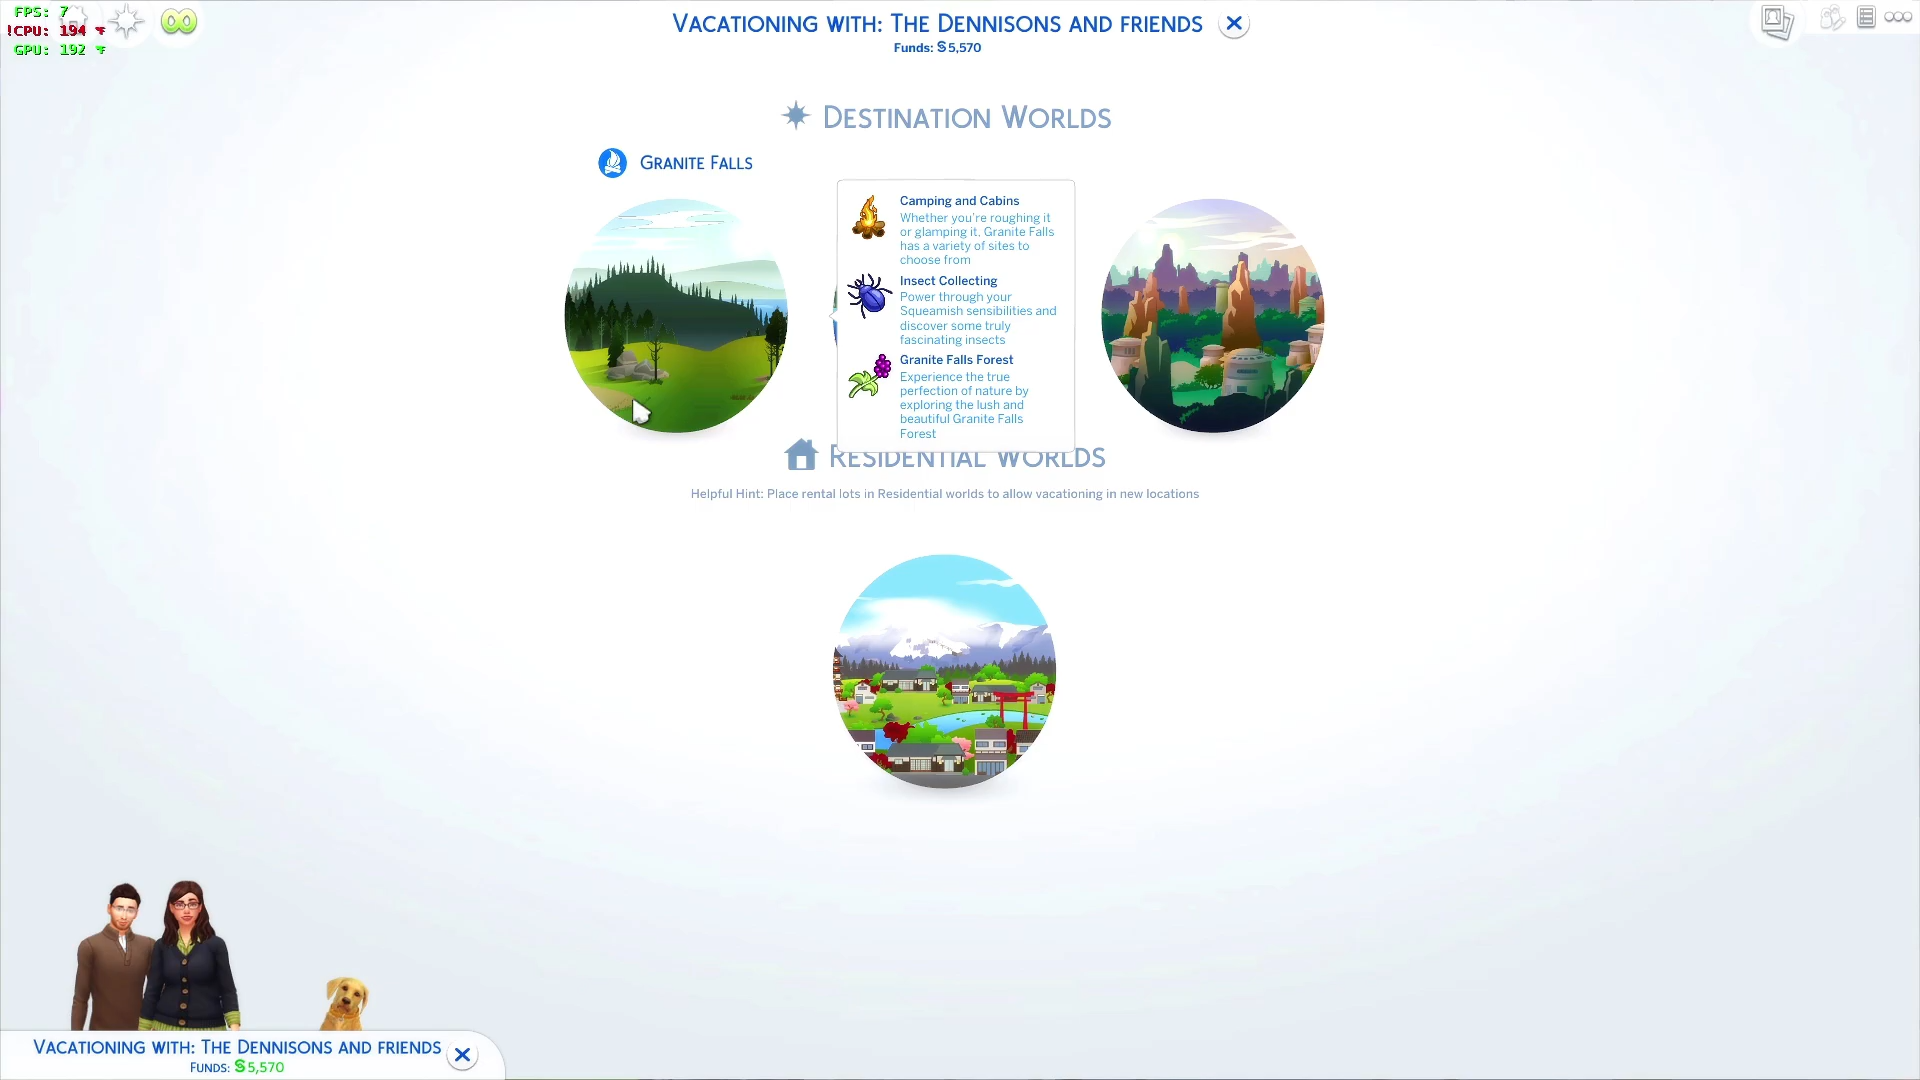 FPS: 7
!CPU: 194 °F
GPU: 192 °F
VACATIONING WITH: THE DENNISONS AND FRIENDS
Funds: §5,570
DESTINATION WORLDS
GRANITE FALLS
Camping and Cabins
Whether you're roughing it
or glamping it, Granite Falls
has a variety of sites to
choose from
Insect Collecting
Power through your
Squeamish sensibilities and
discover some truly
fascinating insects
Granite Falls Forest
Experience the true
perfection of nature by
exploring the lush and
beautiful Granite Falls
Forest
RESIDENTIAL WORLDS
Helpful Hint: Place rental lots in Residential worlds to allow vacationing in new locations
VACATIONING WITH: THE DENNISONS AND FRIENDS
FUNDS: §5,570